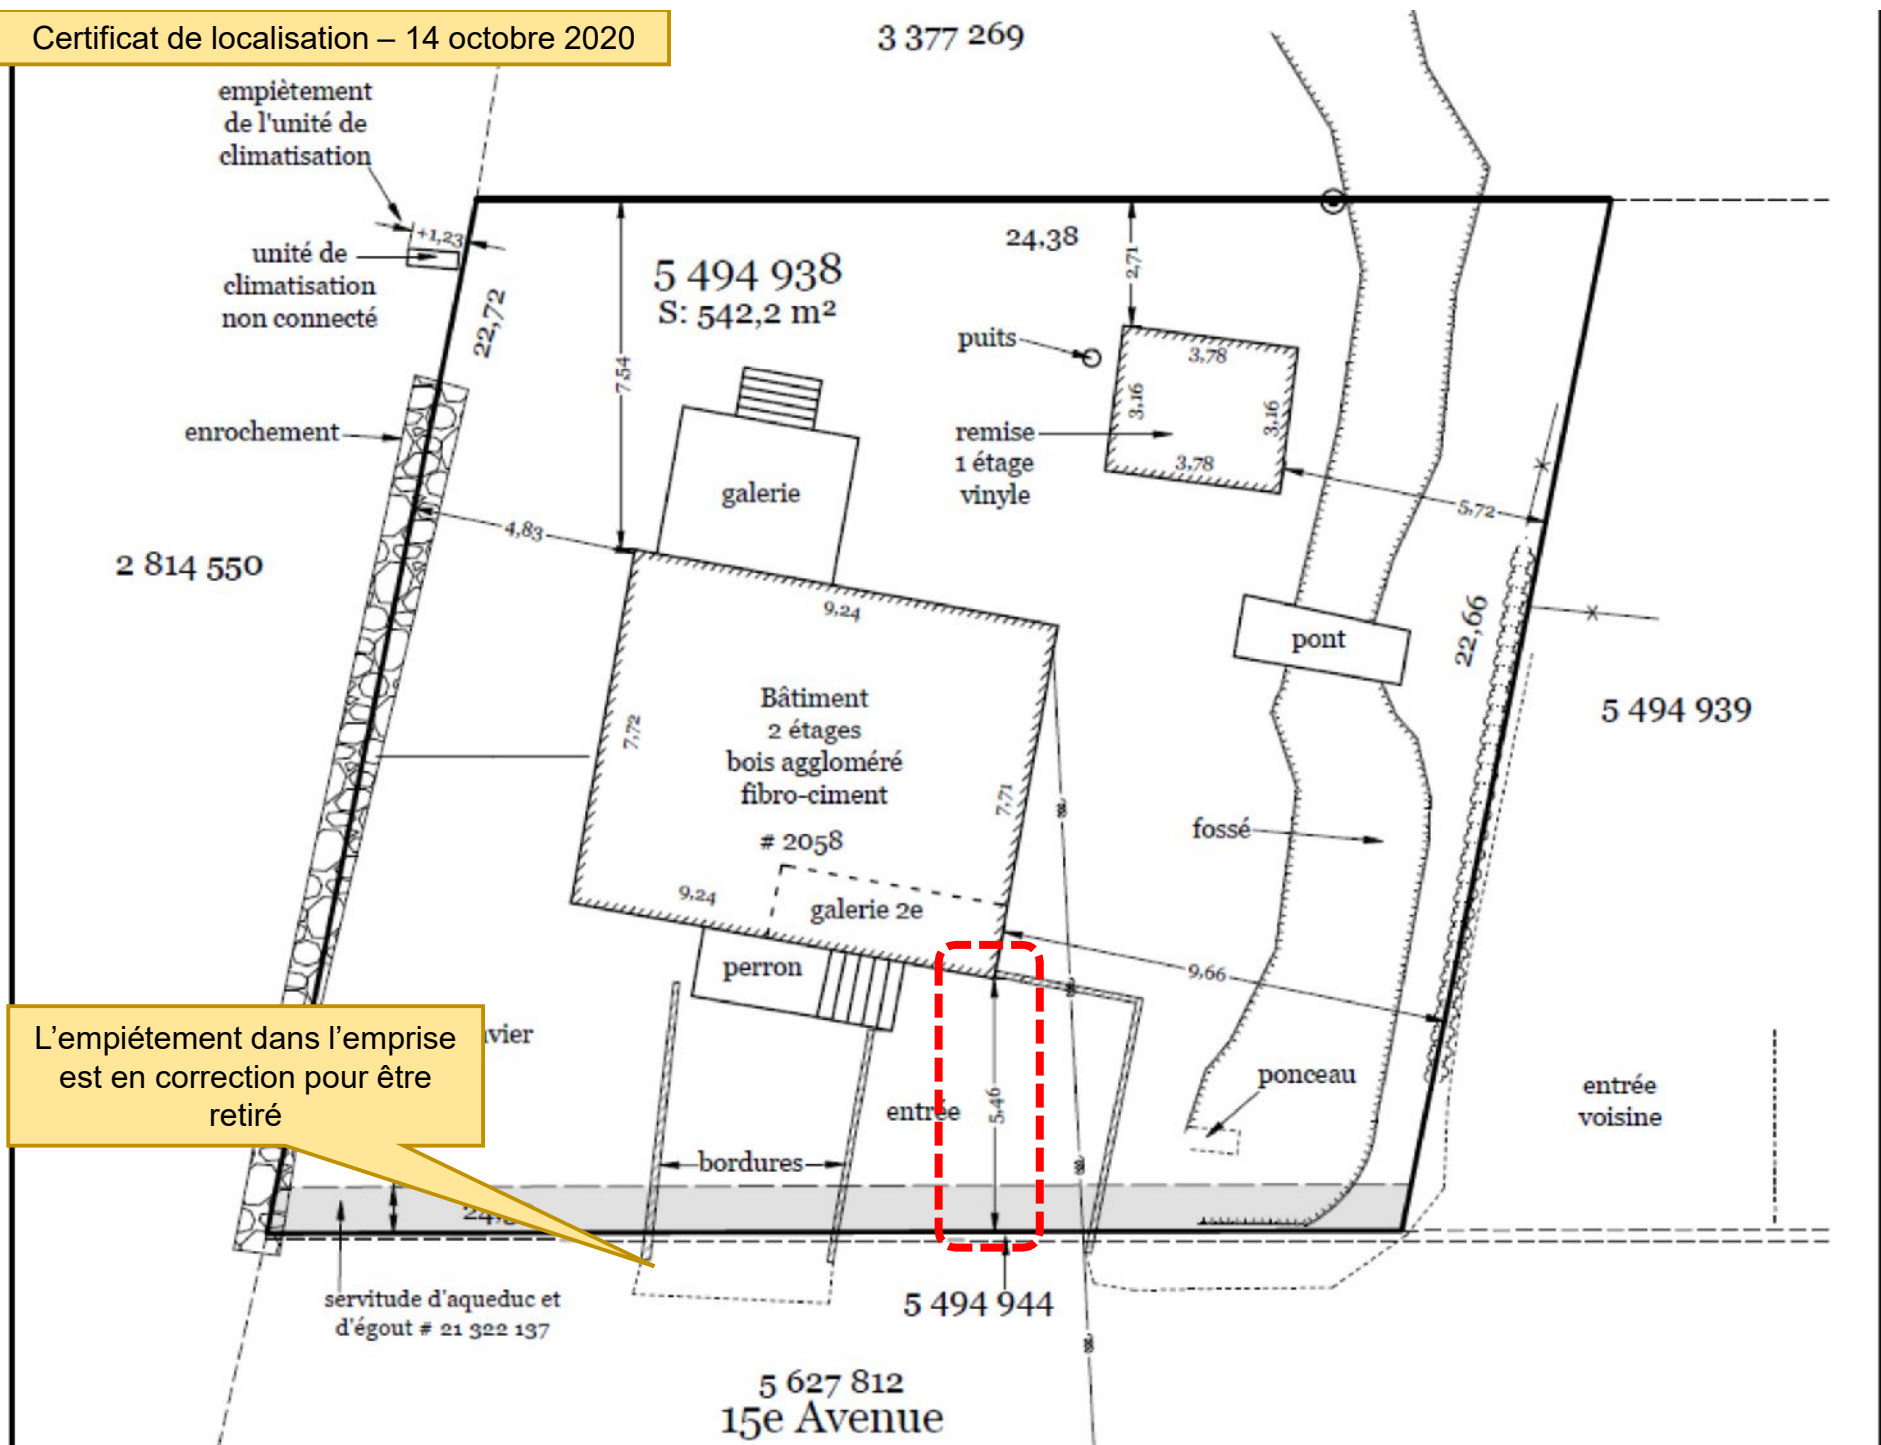 Certificat de localisation – 14 octobre 2020
3 377 269
empiètement
de l'unité de
climatisation
+1,23
unité de
climatisation
non connecté
22,72
7,54
5 494 938
S: 542,2 m²
24,38
2,71
puits
3,78
3,16
3,16
remise
1 étage
vinyle
3,78
enrochement
galerie
4,83
5,72
2 814 550
9,24
pont
22,66
5 494 939
Bâtiment
2 étages
bois aggloméré
fibro-ciment
# 2058
7,72
7,71
fossé
9,24
galerie 2e
perron
9,66
L'empiétement dans l'emprise
est en correction pour être
retiré
vier
entrée
5,46
ponceau
entrée
voisine
bordures
servitude d'aqueduc et
d'égout # 21 322 137
5 494 944
5 627 812
15e Avenue